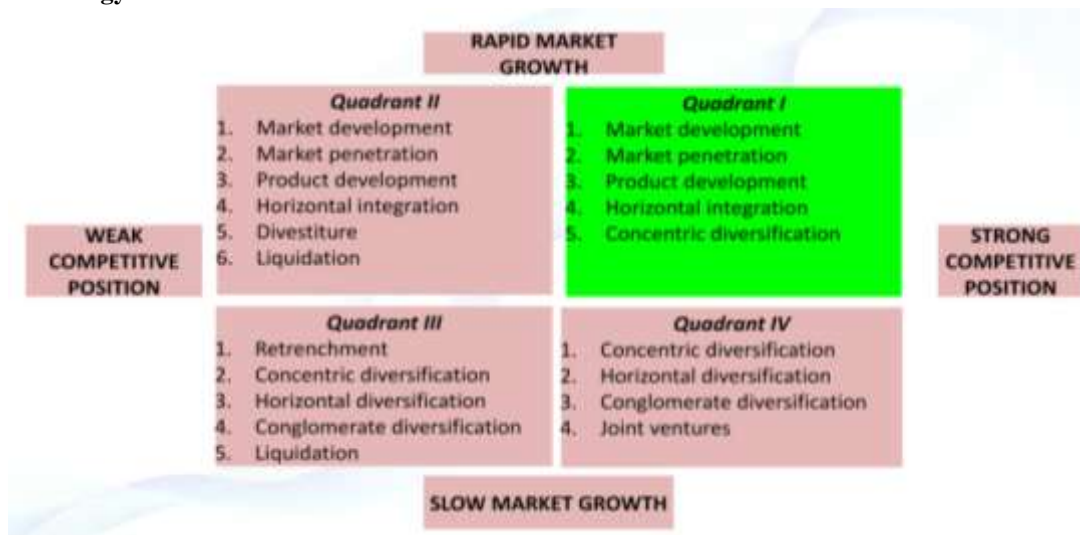 RAPID MARKET
GROWTH
Quadrant II
1. Market development
2. Market penetration
3. Product development
4. Horizontal integration
5. Divestiture
6. Liquidation
Quadrant I
1. Market development
2. Market penetration
3. Product development
4. Horizontal integration
5. Concentric diversification
WEAK
COMPETITIVE
POSITION
STRONG
COMPETITIVE
POSITION
Quadrant III
1. Retrenchment
2. Concentric diversification
3. Horizontal diversification
4. Conglomerate diversification
5. Liquidation
Quadrant IV
1. Concentric diversification
2. Horizontal diversification
3. Conglomerate diversification
4. Joint ventures
SLOW MARKET GROWTH